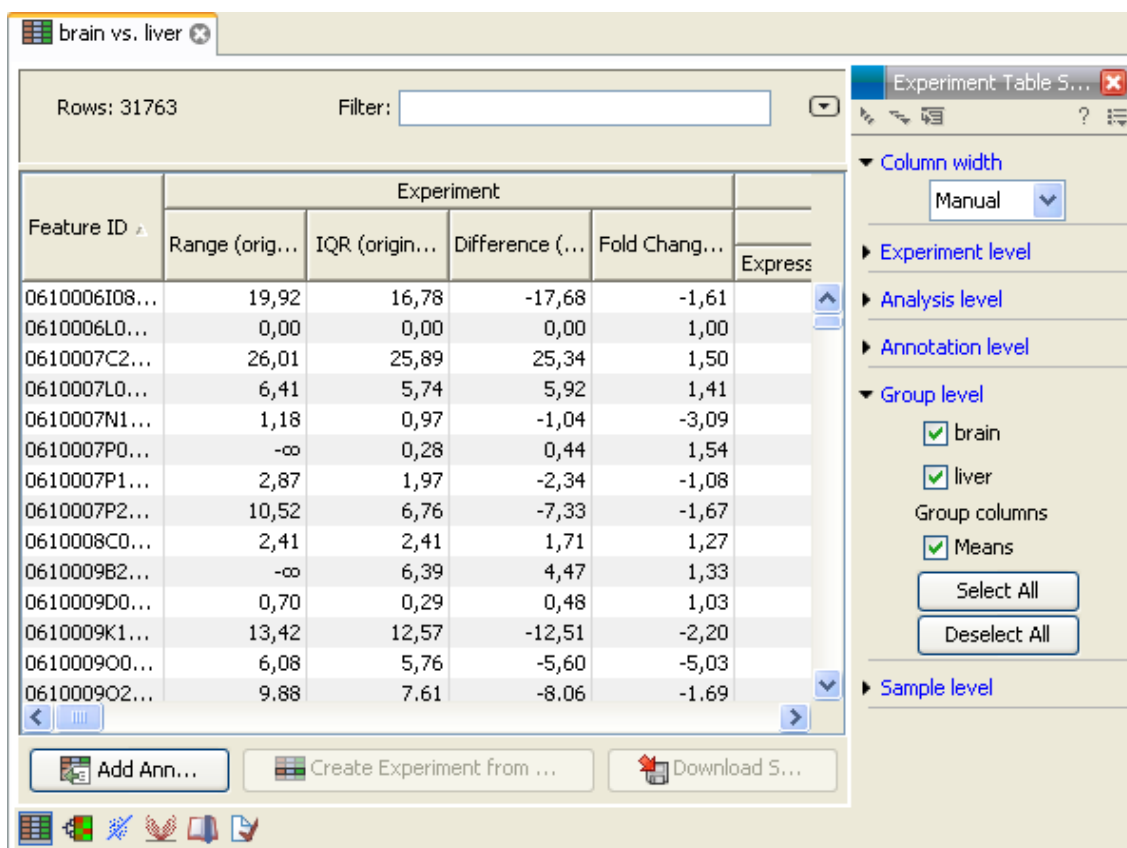 brain vs. liver
Rows: 31763 Filter:
Experiment
Feature ID Range (orig... IQR (origin... Difference (... Fold Chang... Express
0610006I08... 19,92 16,78 -17,68 -1,61
0610006L0... 0,00 0,00 0,00 1,00
0610007C2... 26,01 25,89 25,34 1,50
0610007L0... 6,41 5,74 5,92 1,41
0610007N1... 1,18 0,97 -1,04 -3,09
0610007P0... -∞ 0,28 0,44 1,54
0610007P1... 2,87 1,97 -2,34 -1,08
0610007P2... 10,52 6,76 -7,33 -1,67
0610008C0... 2,41 2,41 1,71 1,27
0610009B2... -∞ 6,39 4,47 1,33
0610009D0... 0,70 0,29 0,48 1,03
0610009K1... 13,42 12,57 -12,51 -2,20
0610009O0... 6,08 5,76 -5,60 -5,03
0610009O2... 9,88 7,61 -8,06 -1,69
Add Ann... Create Experiment from ... Download S...
Experiment Table S...
?
Column width
Manual
Experiment level
Analysis level
Annotation level
Group level
brain
liver
Group columns
Means
Select All
Deselect All
Sample level